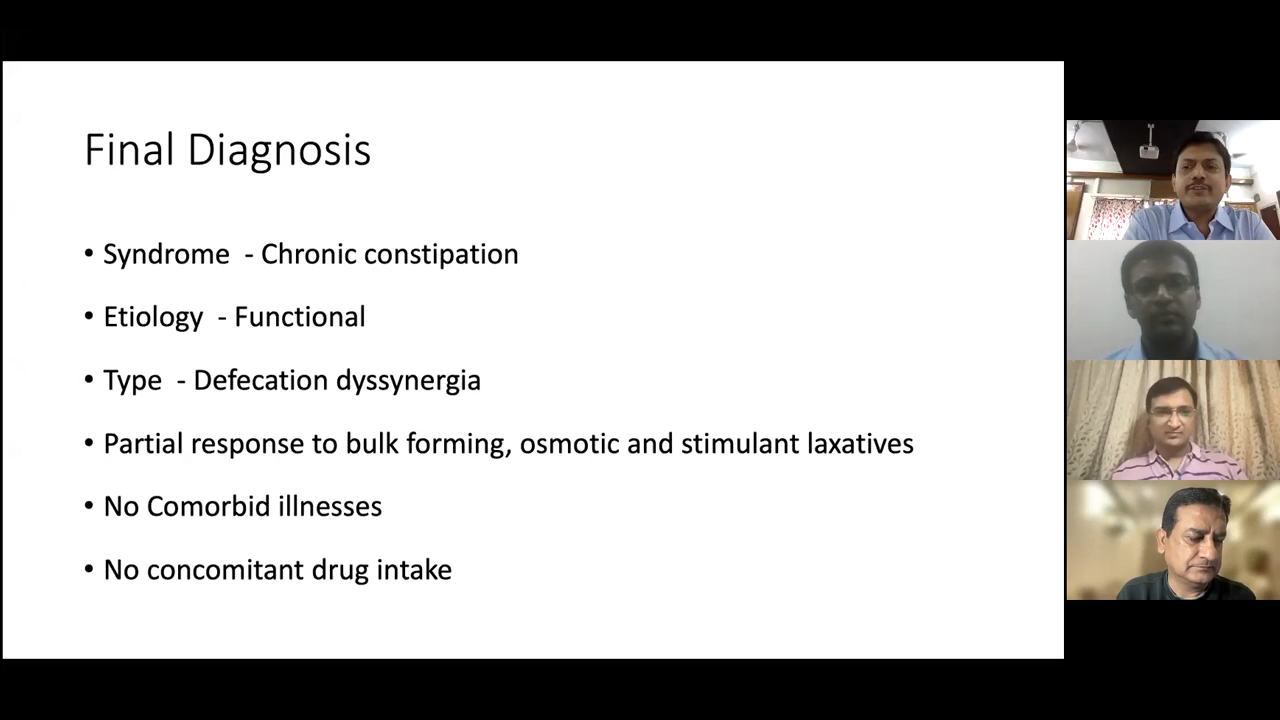 Final Diagnosis
• Syndrome - Chronic constipation
• Etiology - Functional
• Type - Defecation dyssynergia
• Partial response to bulk forming, osmotic and stimulant laxatives
• No Comorbid illnesses
• No concomitant drug intake